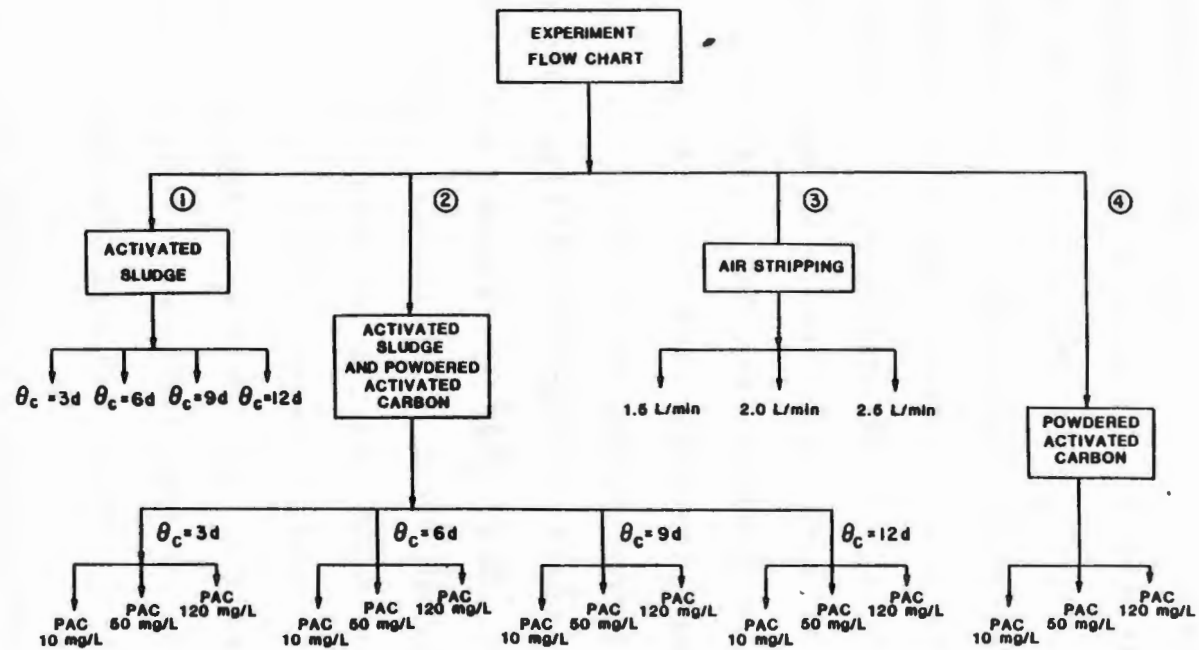 EXPERIMENT
FLOW CHART
①
②
③
④
ACTIVATED
SLUDGE
AIR STRIPPING
ACTIVATED
SLUDGE
AND POWDERED
ACTIVATED
CARBON
POWDERED
ACTIVATED
CARBON
θc =3d
θc=6d
θc=9d
θc=12d
1.5 L/min
2.0 L/min
2.5 L/min
θc=3d
θc=6d
θc=9d
θc=12d
PAC
10 mg/L
PAC
50 mg/L
PAC
120 mg/L
PAC
10 mg/L
PAC
50 mg/L
PAC
120 mg/L
PAC
10 mg/L
PAC
50 mg/L
PAC
120 mg/L
PAC
10 mg/L
PAC
50 mg/L
PAC
120 mg/L
PAC
10 mg/L
PAC
50 mg/L
PAC
120 mg/L